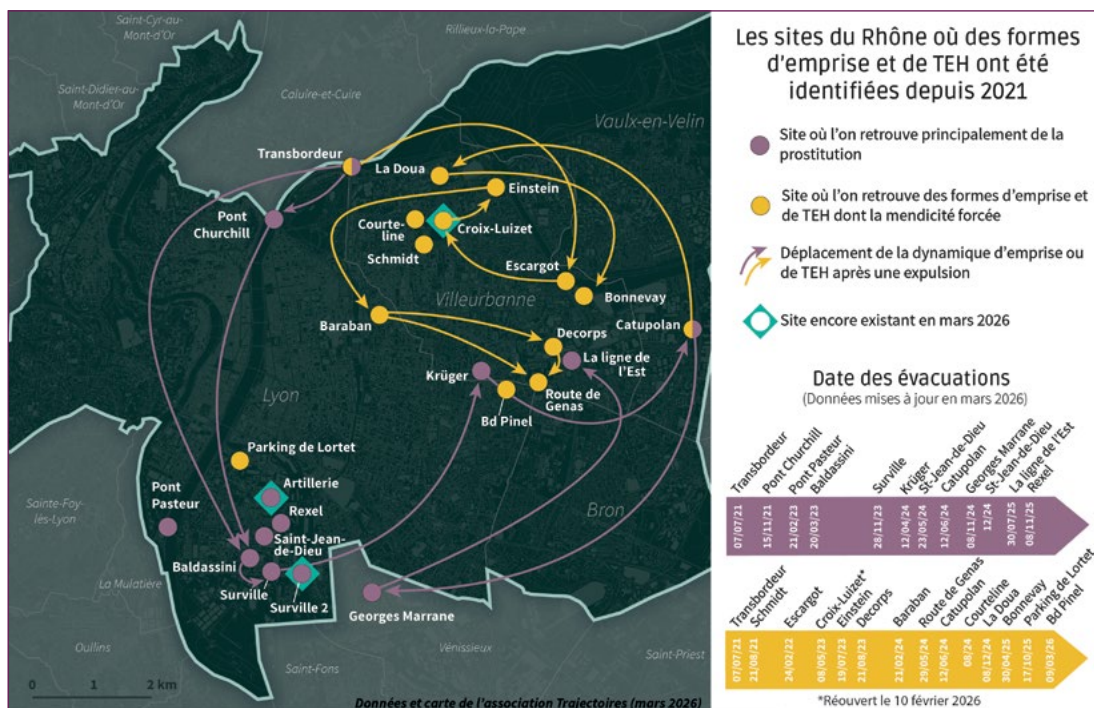 Saint-Cyr-au-
Mont-d'Or
Rillieux-la-Pape
Saint-Didier-au-
Mont-d'Or
Caluire-et-Cuire
Vaulx-en-Velin
Transbordeur
La Doua
Einstein
Pont
Churchill
Courte-
line
Croix-Luizet
Schmidt
Escargot
Bonnevay
Villeurbanne
Baraban
Catupolan
Decorps
La ligne de
l'Est
Krüger
Route de
Genas
Bd Pinel
Lyon
Parking de Lortet
Artillerie
Pont
Pasteur
Rexel
Sainte-Foy-
lès-Lyon
Saint-Jean-
de-Dieu
Bron
Baldassini
La Mulatière
Surville
Surville 2
Georges Marrane
Oullins
Saint-Fons
Vénissieux
Saint-Priest
0 1 2 km
Données et carte de l'association Trajectoires (mars 2026)
Les sites du Rhône où des formes
d'emprise et de TEH ont été
identifiées depuis 2021
Site où l'on retrouve principalement de la
prostitution
Site où l'on retrouve des formes d'emprise et
de TEH dont la mendicité forcée
Déplacement de la dynamique d'emprise ou
de TEH après une expulsion
Site encore existant en mars 2026
Date des évacuations
(Données mises à jour en mars 2026)
Transbordeur
Pont Churchill
Pont Pasteur
Baldassini
Surville
Krüger
St-Jean-de-Dieu
Catupolan
Georges Marrane
St-Jean-de-Dieu
La ligne de l'Est
Rexel
07/07/21
15/11/21
21/02/23
20/03/23
28/11/23
12/04/24
23/05/24
12/06/24
08/11/24
12/24
30/07/25
08/11/25
Transbordeur
Schmidt
Escargot
Croix-Luizet*
Einstein
Decorps
Baraban
Route de Genas
Catupolan
Courteline
La Doua
Bonnevay
Parking de Lortet
Bd Pinel
07/07/21
21/08/21
24/02/22
08/05/23
19/07/23
21/08/23
21/02/24
29/05/24
12/06/24
08/24
08/12/24
30/04/25
17/10/25
09/03/26
*Réouvert le 10 février 2026